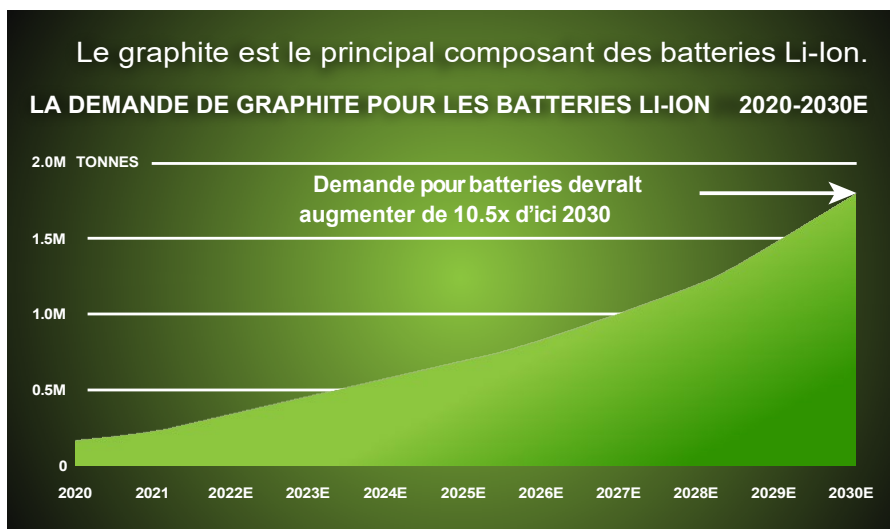 Le graphite est le principal composant des batteries Li-Ion.
LA DEMANDE DE GRAPHITE POUR LES BATTERIES LI-ION 2020-2030E
2.0M TONNES
Demande pour batteries devralt
augmenter de 10.5x d'ici 2030
1.5M
1.0M
0.5M
0
2020 2021 2022E 2023E 2024E 2025E 2026E 2027E 2028E 2029E 2030E